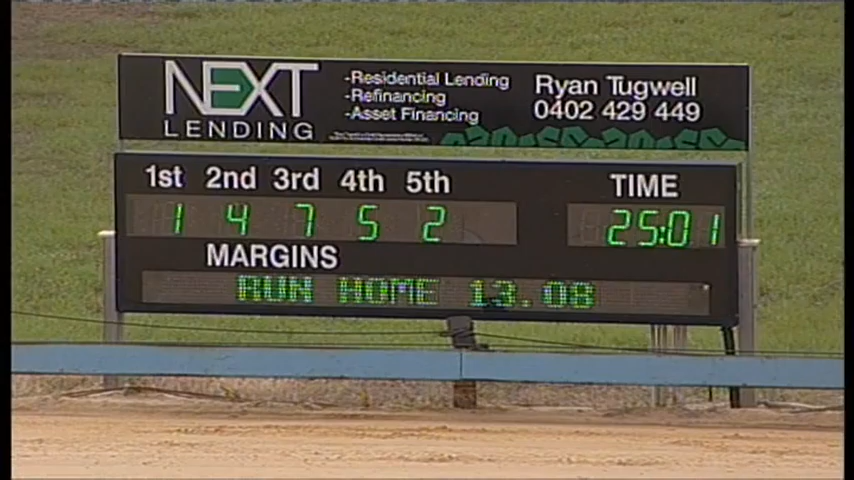 NEXT
LENDING
-Residential Lending
-Refinancing
-Asset Financing
Ryan Tugwell
0402 429 449
1st 2nd 3rd 4th 5th TIME
1 4 7 5 2 25:01
MARGINS
RUN HOME 13.08